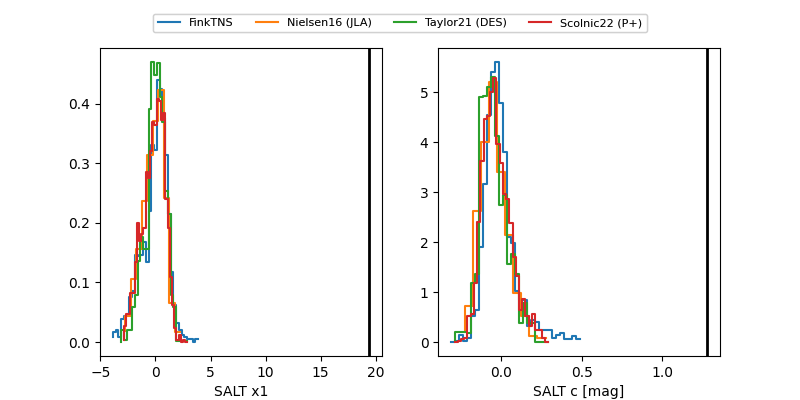 FinkTNS Nielsen16 (JLA) Taylor21 (DES) Scolnic22 (P+)
0.4
0.3
0.2
0.1
0.0
−5 0 5 10 15 20
SALT x1
5
4
3
2
1
0
0.0 0.5 1.0
SALT c [mag]